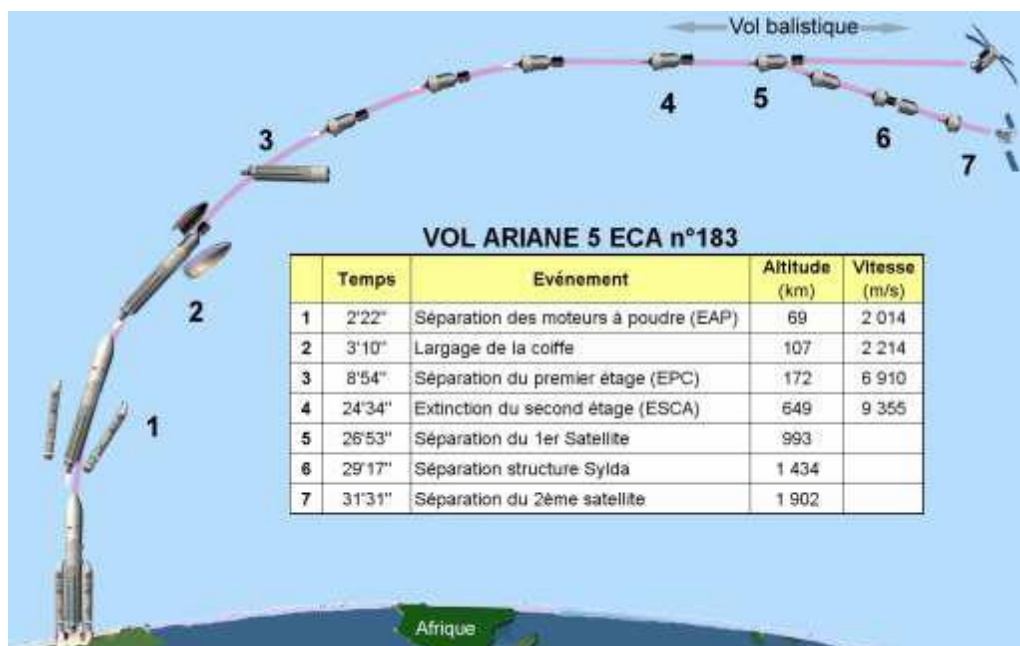 Vol balistique
4
5
6
7
3
2
1
VOL ARIANE 5 ECA n°183
Temps Evénement Altitude (km) Vitesse (m/s)
1 2'22" Séparation des moteurs à poudre (EAP) 69 2 014
2 3'10" Largage de la coiffe 107 2 214
3 8'54" Séparation du premier étage (EPC) 172 6 910
4 24'34" Extinction du second étage (ESCA) 649 9 355
5 26'53" Séparation du 1er Satellite 993
6 29'17" Séparation structure Sylda 1 434
7 31'31" Séparation du 2ème satellite 1 902
Afrique